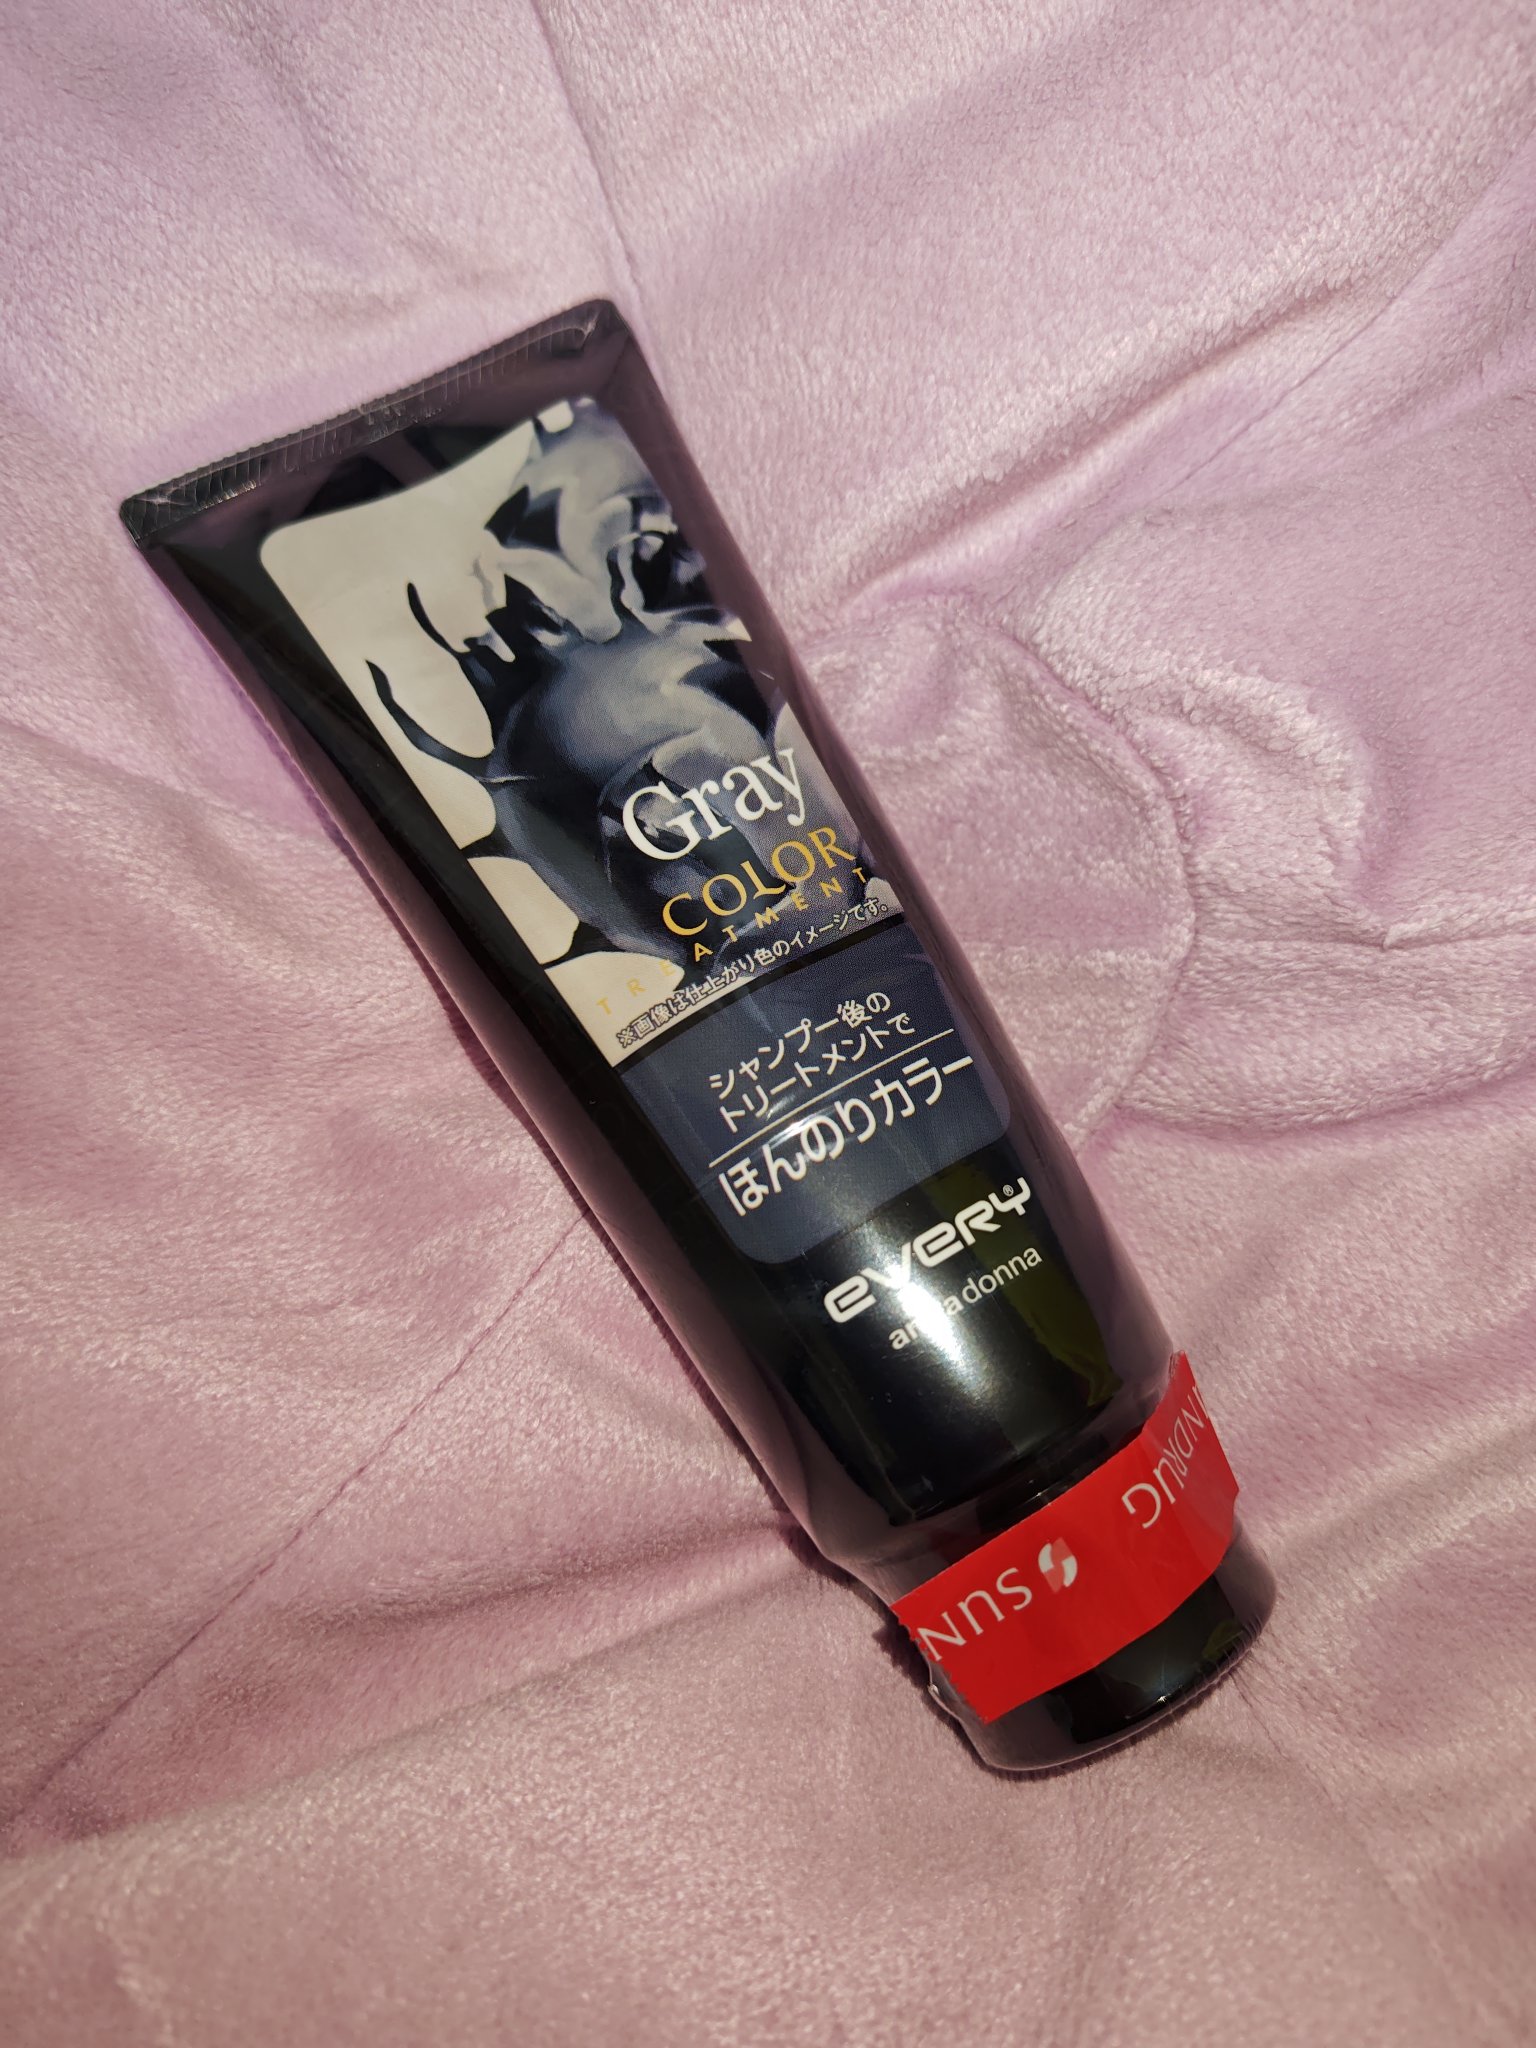 Gray
COLOR
TREATMENT
※画像は仕上がり色のイメージです。
シャンプー後の
トリートメントで
ほんのりカラー
eVERY®
donna
SUN